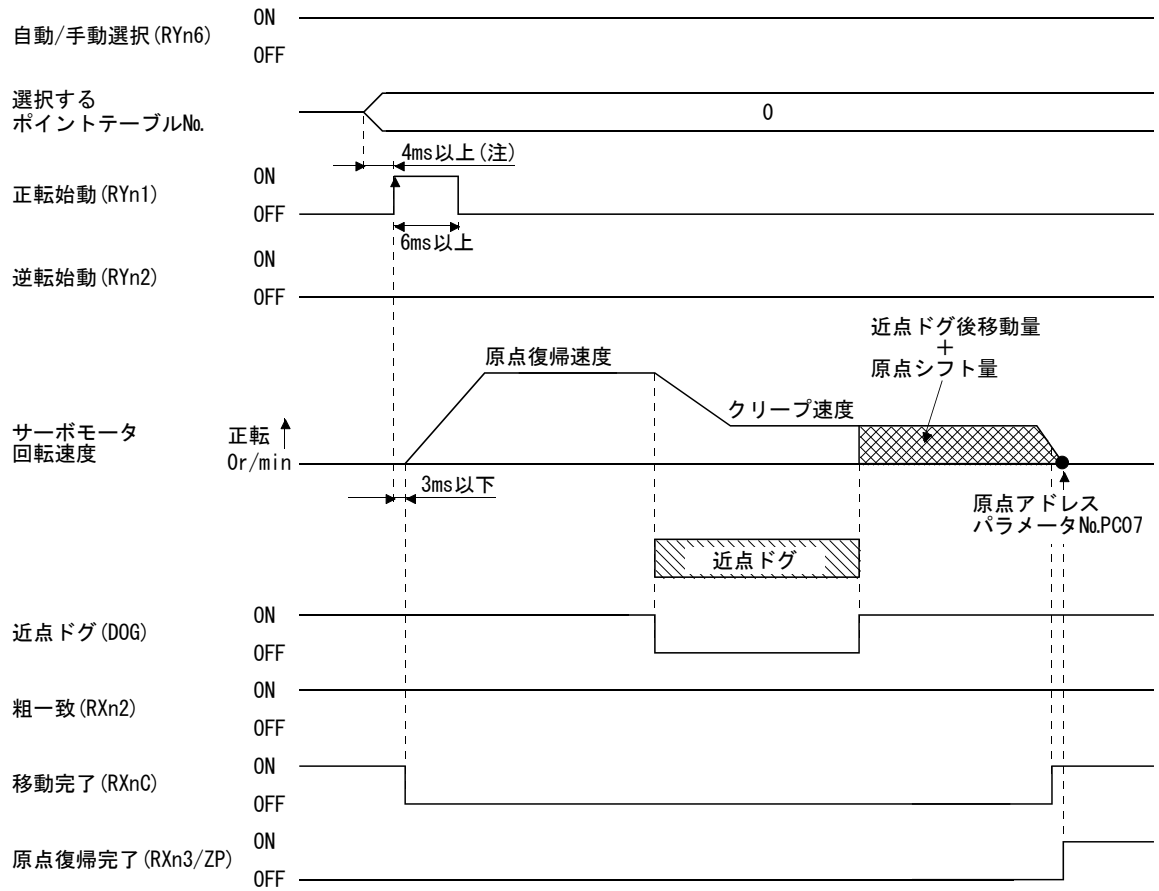 自動/手動選択(RYn6)
ON
OFF
選択する
ポイントテーブルNo.
0
4ms以上(注)
正転始動(RYn1)
ON
OFF
6ms以上
逆転始動(RYn2)
ON
OFF
近点ドグ後移動量
+
原点シフト量
原点復帰速度
クリープ速度
サーボモータ
回転速度
正転
0r/min
3ms以下
原点アドレス
パラメータNo.PC07
近点ドグ
近点ドグ(DOG)
ON
OFF
粗一致(RXn2)
ON
OFF
移動完了(RXnC)
ON
OFF
原点復帰完了(RXn3/ZP)
ON
OFF